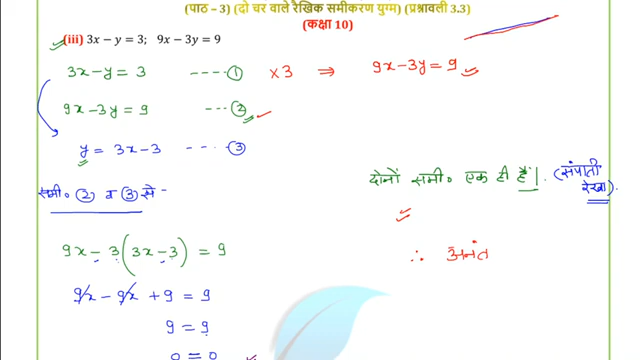 (पाठ – 3) (दो चर वाले रैखिक समीकरण युग्म) (प्रश्नावली 3.3)
(कक्षा 10)
(iii) 3x − y = 3; 9x − 3y = 9
3x − y = 3 ---- ① ×3 ⇒ 9x − 3y = 9
9x − 3y = 9 --- ②
y = 3x − 3 ---- ③
दोनों समी० एक ही हैं| (संपाती रेखा).
समी० ② व ③ से -
9x − 3(3x − 3) = 9
∴ अनंत
9x − 9x + 9 = 9
9 = 9
0 = 0